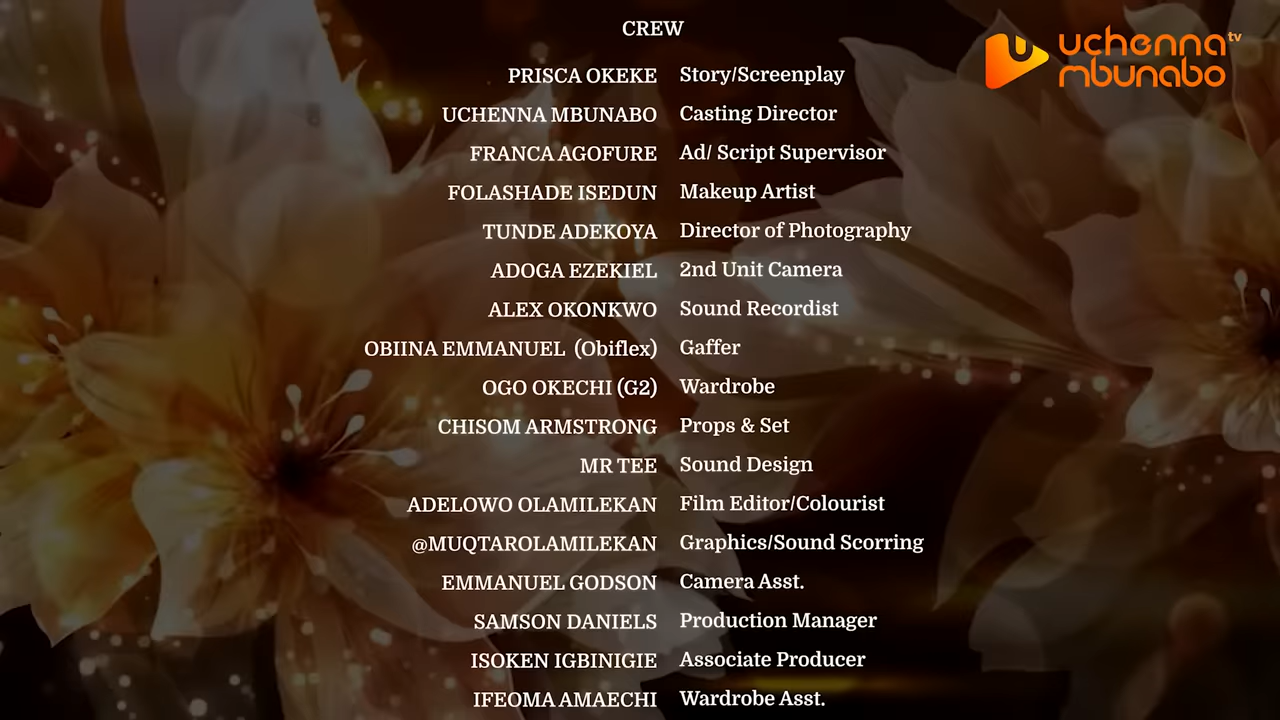 CREW
uchenna tv
mbunabo
PRISCA OKEKE Story/Screenplay
UCHENNA MBUNABO Casting Director
FRANCA AGOFURE Ad/ Script Supervisor
FOLASHADE ISEDUN Makeup Artist
TUNDE ADEKOYA Director of Photography
ADOGA EZEKIEL 2nd Unit Camera
ALEX OKONKWO Sound Recordist
OBIINA EMMANUEL (Obiflex) Gaffer
OGO OKECHI (G2) Wardrobe
CHISOM ARMSTRONG Props & Set
MR TEE Sound Design
ADELOWO OLAMILEKAN Film Editor/Colourist
@MUQTAROLAMILEKAN Graphics/Sound Scorring
EMMANUEL GODSON Camera Asst.
SAMSON DANIELS Production Manager
ISOKEN IGBINIGIE Associate Producer
IFEOMA AMAECHI Wardrobe Asst.